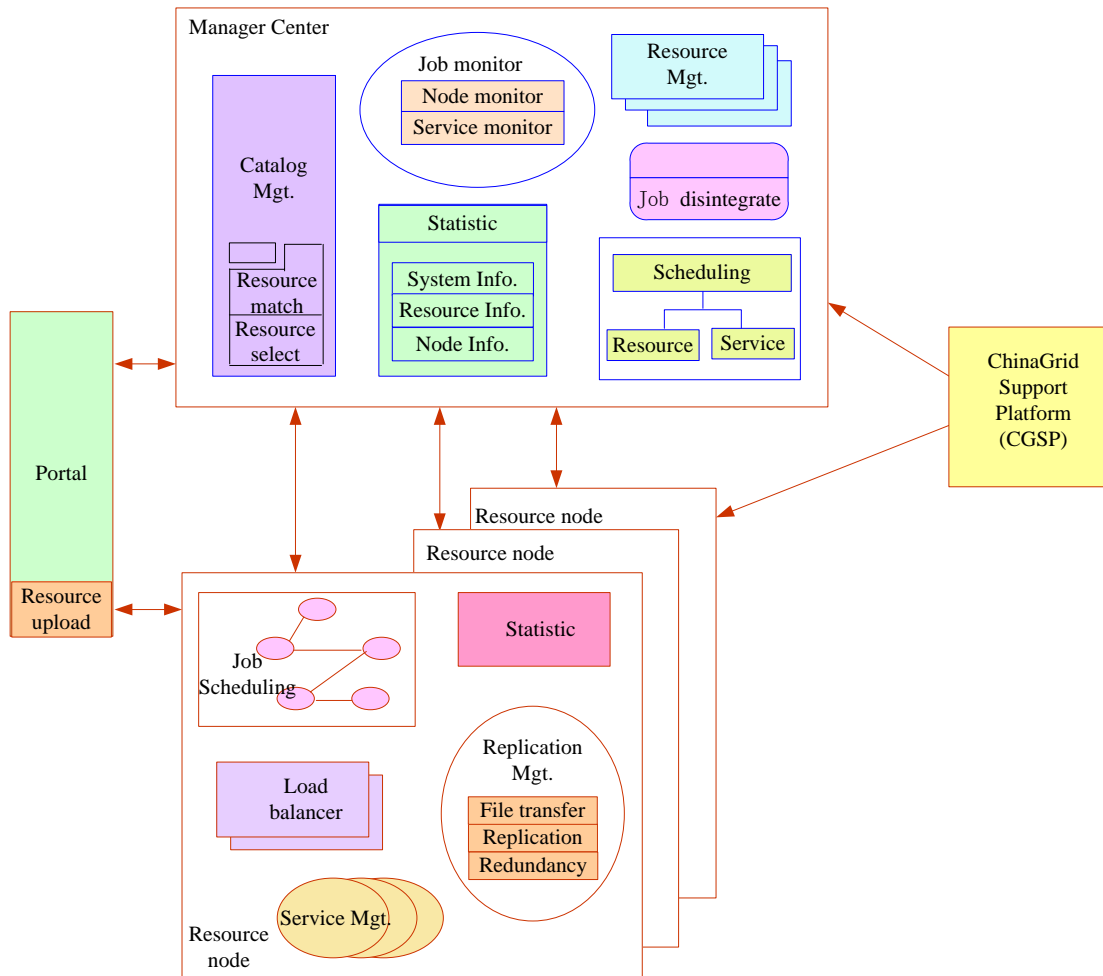 Manager Center
Job monitor
Node monitor
Service monitor
Resource
Mgt.
Catalog
Mgt.
Resource
match
Resource
select
Statistic
System Info.
Resource Info.
Node Info.
Job disintegrate
Scheduling
Resource
Service
Portal
Resource
upload
ChinaGrid
Support
Platform
(CGSP)
Resource node
Resource node
Job
Scheduling
Statistic
Load
balancer
Replication
Mgt.
File transfer
Replication
Redundancy
Service Mgt.
Resource
node